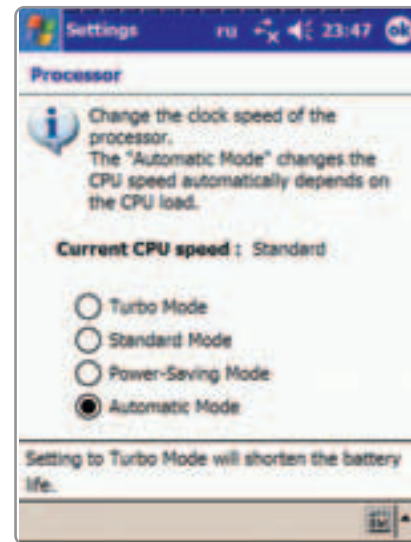 Settings ru 23:47 ok
Processor
Change the clock speed of the
processor.
The "Automatic Mode" changes the
CPU speed automatically depends on
the CPU load.
Current CPU speed : Standard
Turbo Mode
Standard Mode
Power-Saving Mode
Automatic Mode
Setting to Turbo Mode will shorten the battery
life.